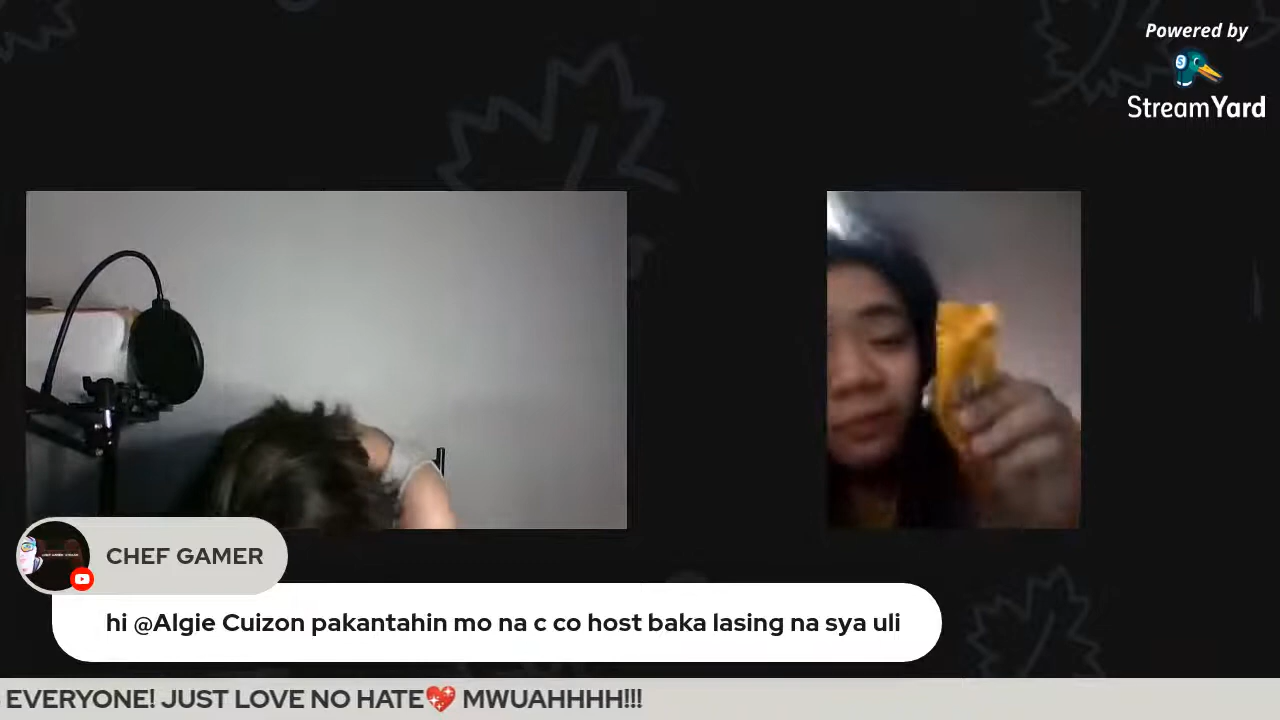 Powered by
StreamYard
CHEF GAMER
hi @Algie Cuizon pakantahin mo na c co host baka lasing na sya uli
EVERYONE! JUST LOVE NO HATE💖 MWUAHHHH!!!